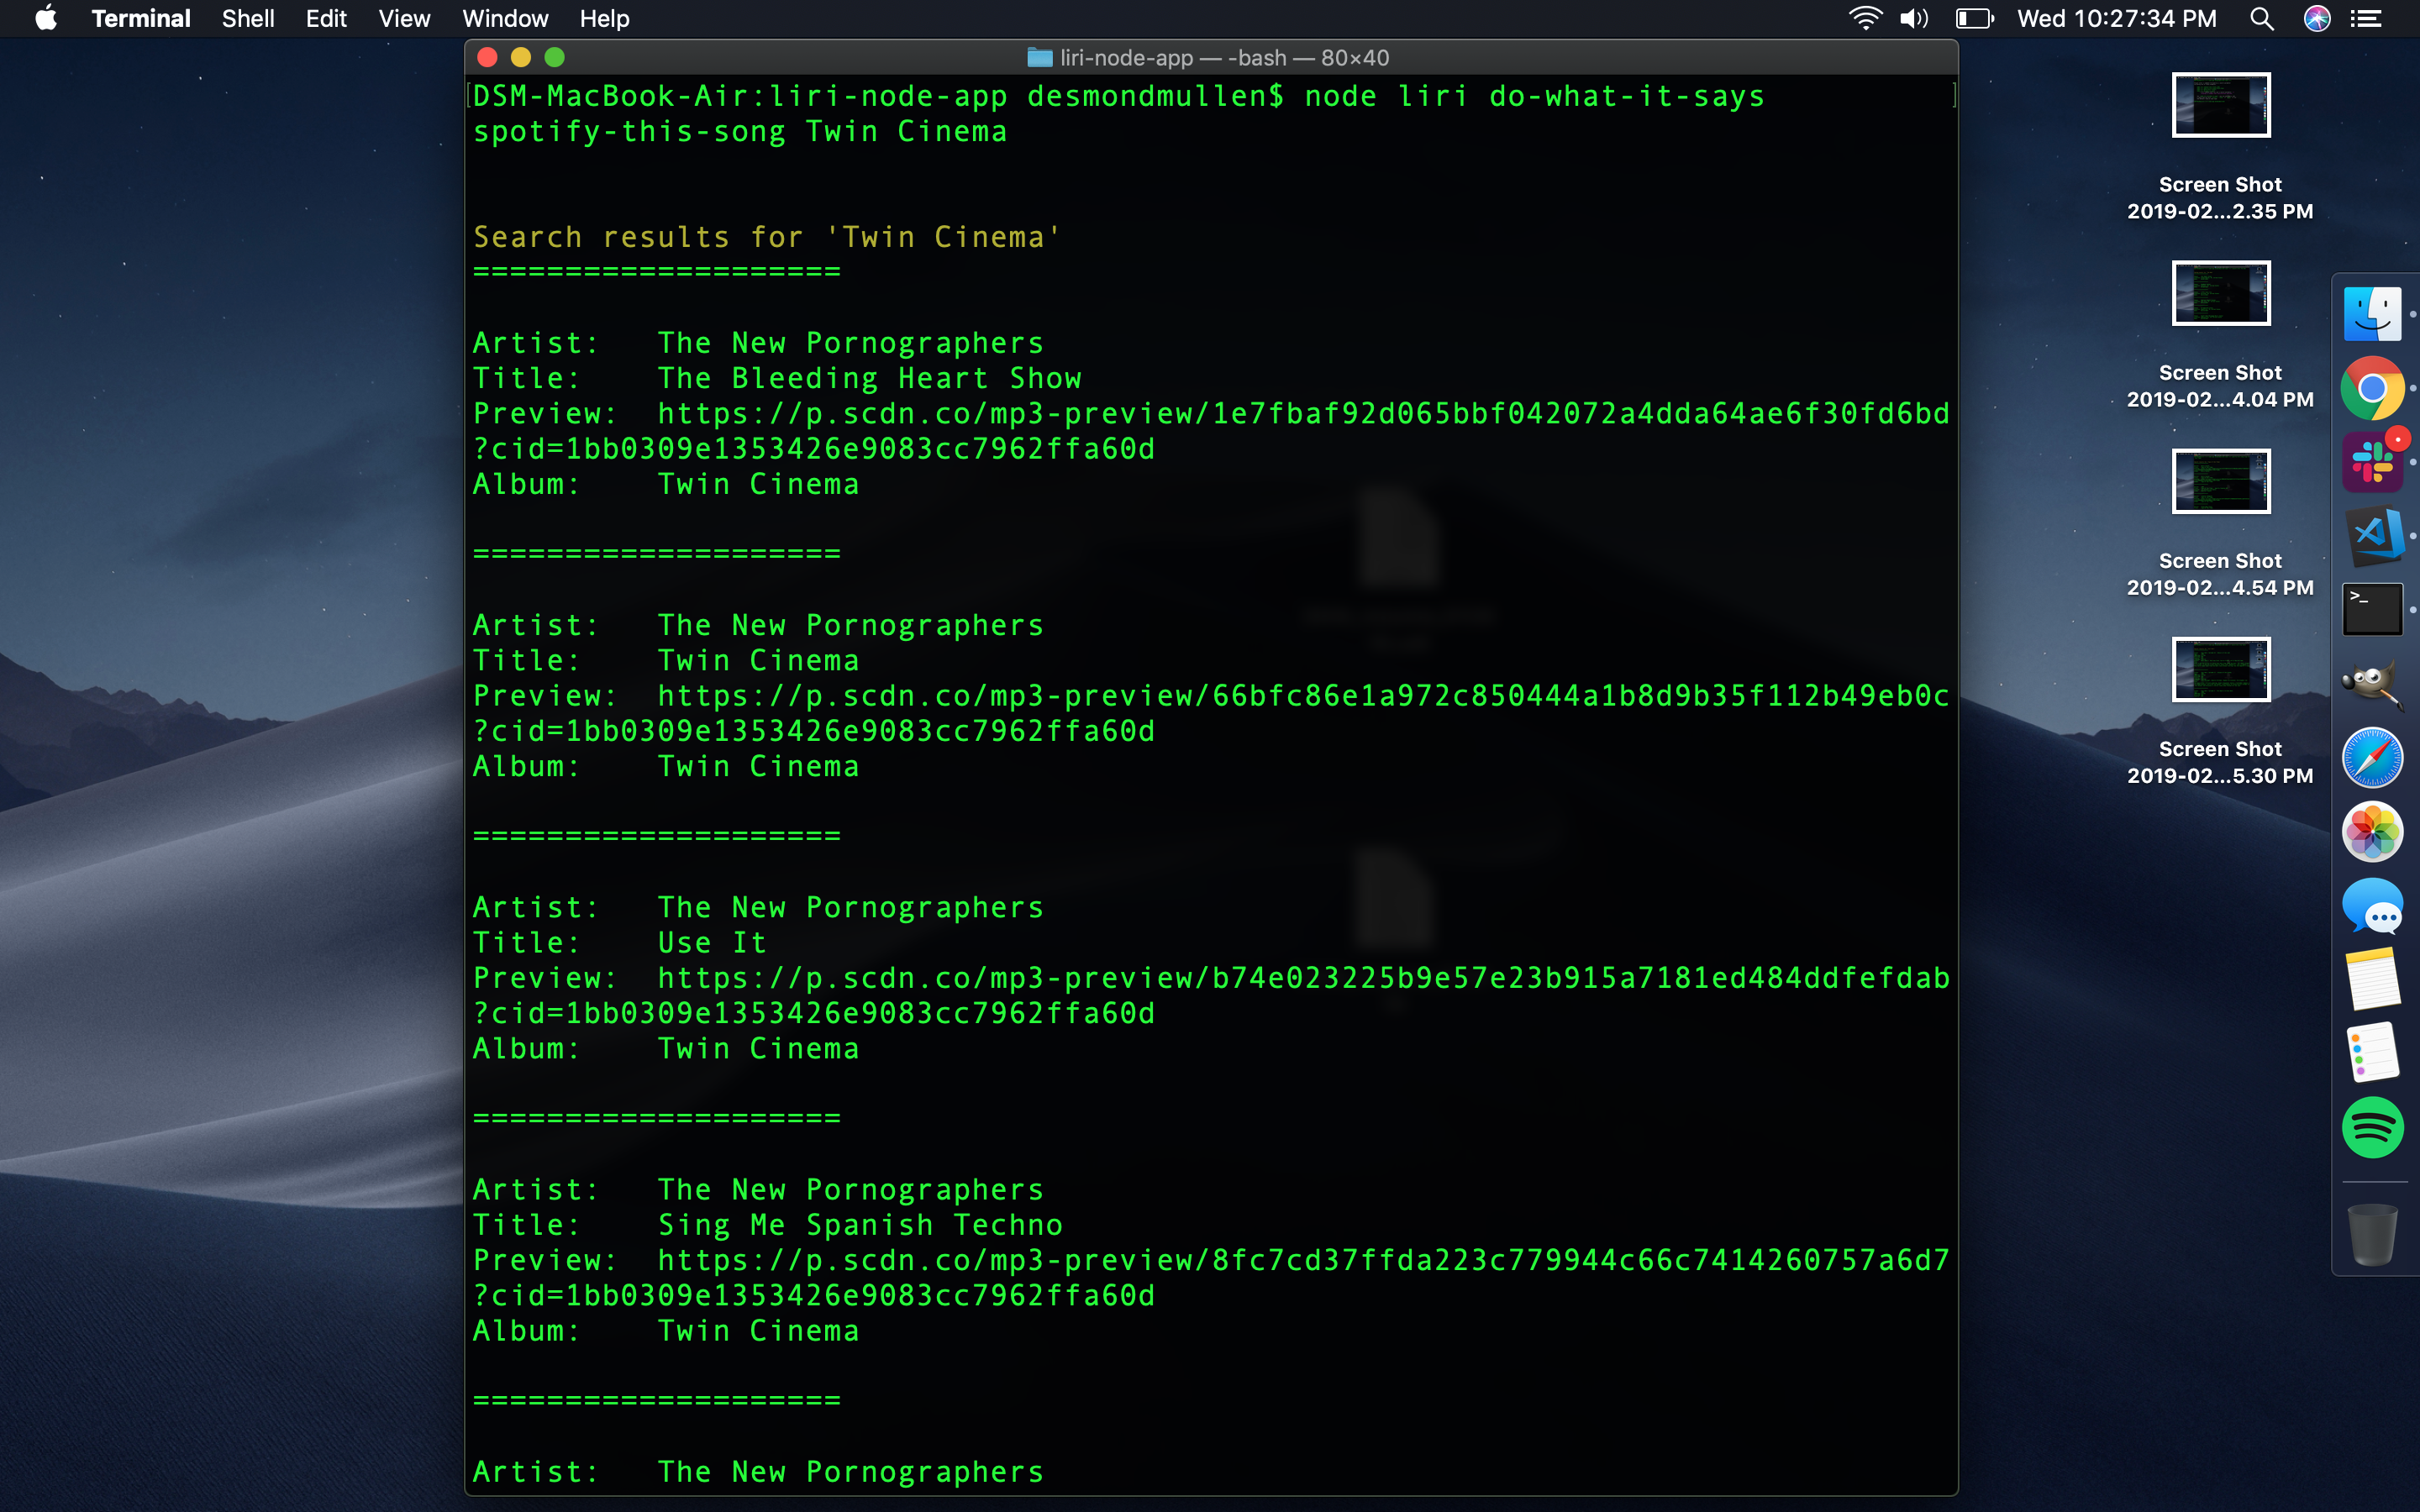 Terminal Shell Edit View Window Help Wed 10:27:34 PM
liri-node-app — -bash — 80×40
[DSM-MacBook-Air:liri-node-app desmondmullen$ node liri do-what-it-says ]
spotify-this-song Twin Cinema
Search results for 'Twin Cinema'
====================
Artist: The New Pornographers
Title: The Bleeding Heart Show
Preview: https://p.scdn.co/mp3-preview/1e7fbaf92d065bbf042072a4dda64ae6f30fd6bd
?cid=1bb0309e1353426e9083cc7962ffa60d
Album: Twin Cinema
====================
Artist: The New Pornographers
Title: Twin Cinema
Preview: https://p.scdn.co/mp3-preview/66bfc86e1a972c850444a1b8d9b35f112b49eb0c
?cid=1bb0309e1353426e9083cc7962ffa60d
Album: Twin Cinema
====================
Artist: The New Pornographers
Title: Use It
Preview: https://p.scdn.co/mp3-preview/b74e023225b9e57e23b915a7181ed484ddfefdab
?cid=1bb0309e1353426e9083cc7962ffa60d
Album: Twin Cinema
====================
Artist: The New Pornographers
Title: Sing Me Spanish Techno
Preview: https://p.scdn.co/mp3-preview/8fc7cd37ffda223c779944c66c7414260757a6d7
?cid=1bb0309e1353426e9083cc7962ffa60d
Album: Twin Cinema
====================
Artist: The New Pornographers
Screen Shot
2019-02...2.35 PM
Screen Shot
2019-02...4.04 PM
Screen Shot
2019-02...4.54 PM
Screen Shot
2019-02...5.30 PM
>_